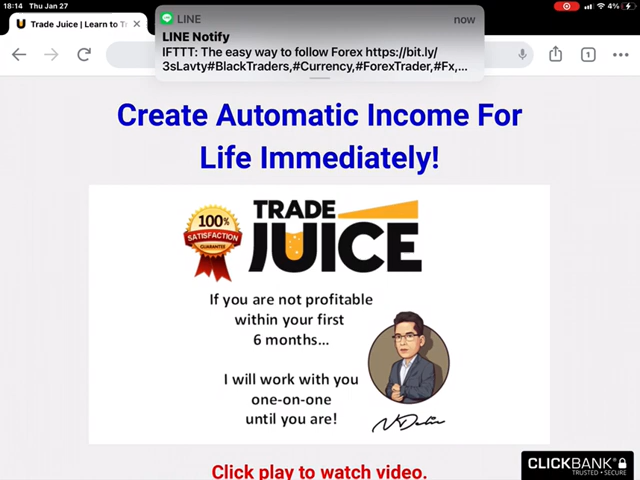 18:14 Thu Jan 27
4%
Trade Juice | Learn to T
LINE
now
LINE Notify
IFTTT: The easy way to follow Forex https://bit.ly/
3sLavty#BlackTraders,#Currency,#ForexTrader,#Fx,...
1
Create Automatic Income For
Life Immediately!
100%
SATISFACTION
GUARANTEE
TRADE
JUICE
If you are not profitable
within your first
6 months...
I will work with you
one-on-one
until you are!
Click play to watch video.
CLICKBANK
TRUSTED • SECURE